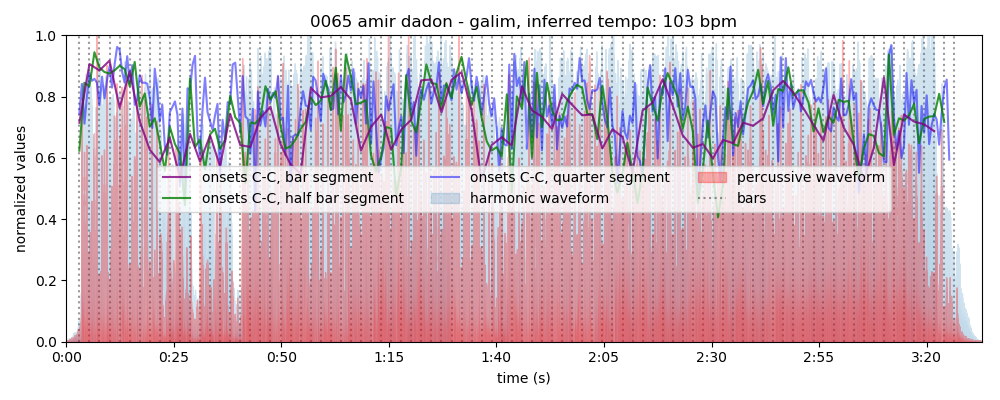 0065 amir dadon - galim, inferred tempo: 103 bpm
normalized values
1.0
0.8
0.6
0.4
0.2
0.0
onsets C-C, bar segment
onsets C-C, half bar segment
onsets C-C, quarter segment
harmonic waveform
percussive waveform
bars
0:00 0:25 0:50 1:15 1:40 2:05 2:30 2:55 3:20
time (s)